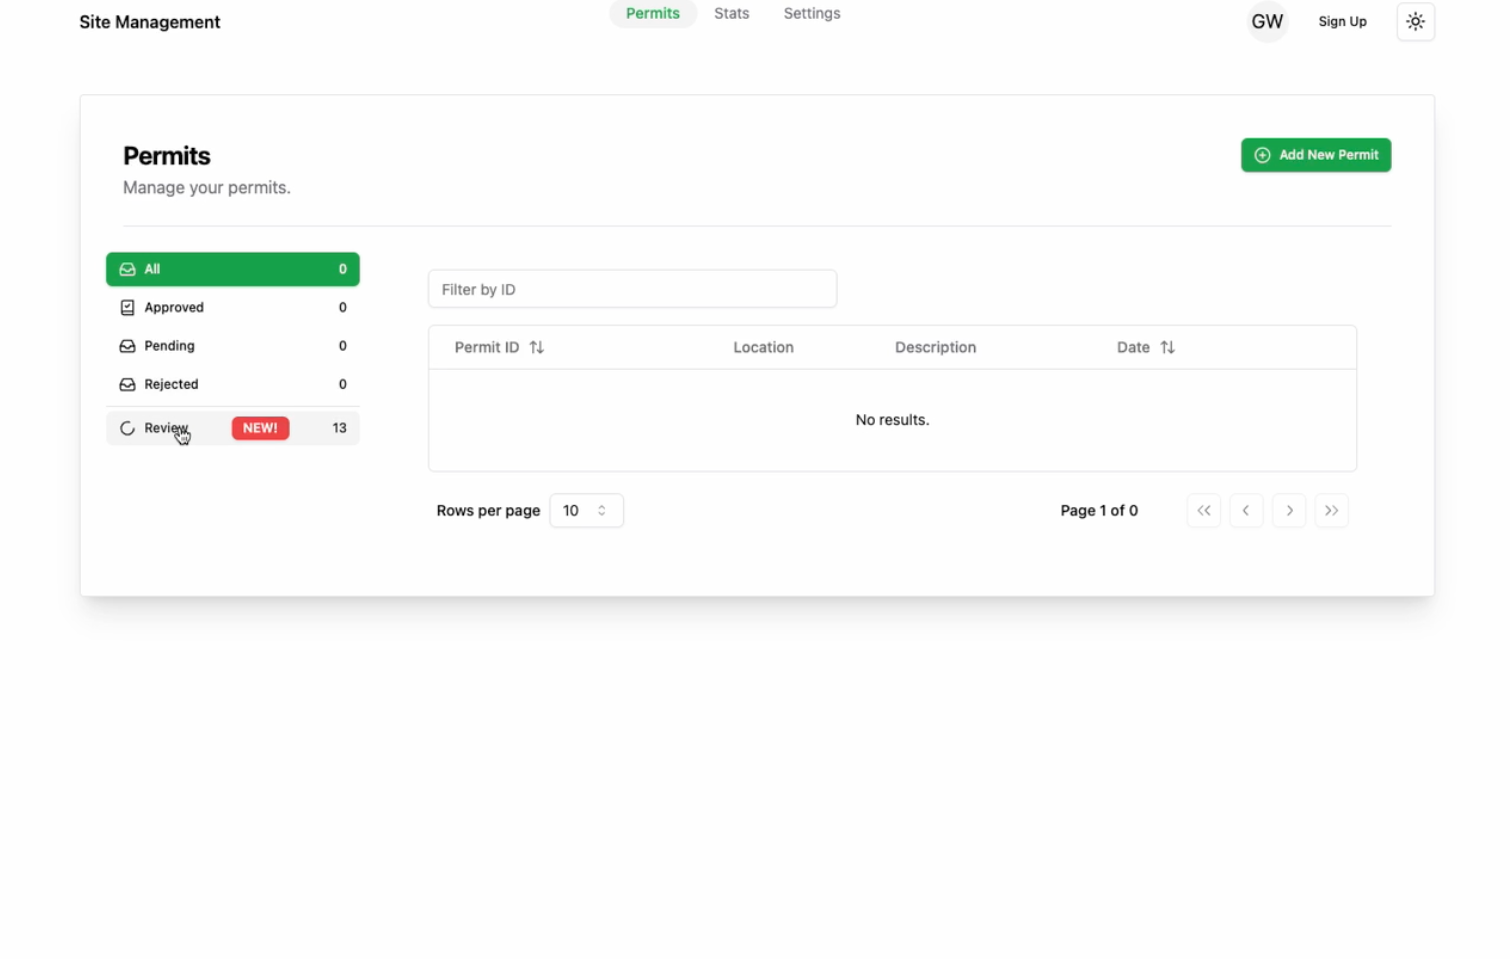 Site Management
Permits
Stats
Settings
GW
Sign Up
Permits
Manage your permits.
Add New Permit
All 0
Approved 0
Pending 0
Rejected 0
Review NEW! 13
Filter by ID
Permit ID Location Description Date
No results.
Rows per page 10
Page 1 of 0